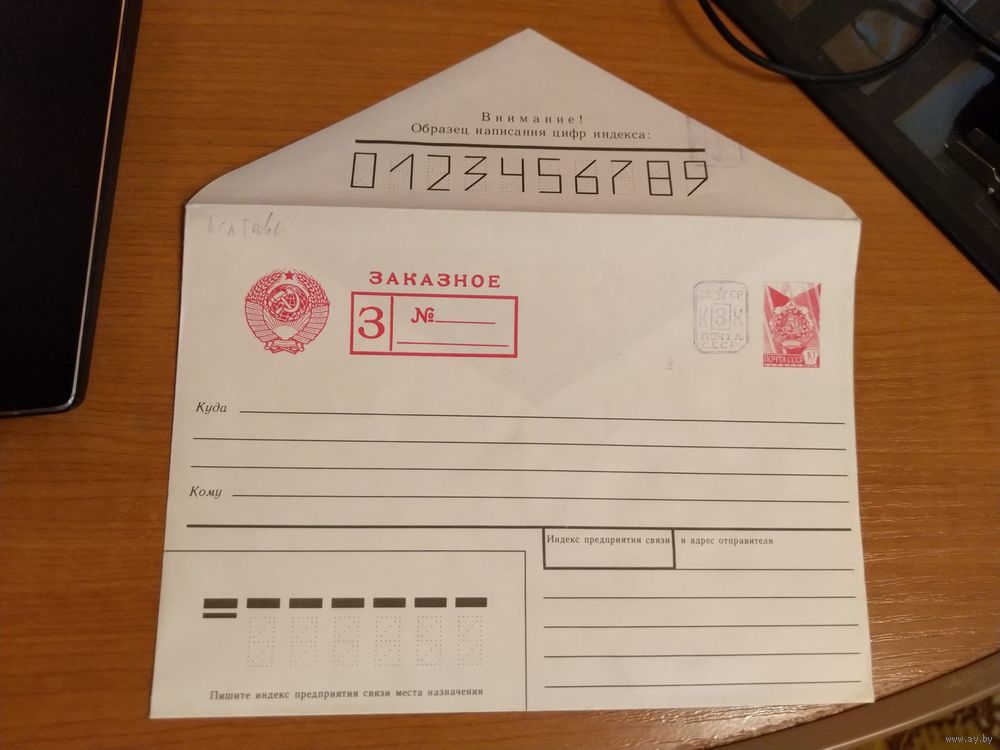 Внимание!
Образец написания цифр индекса:
0123456789
ЗАКАЗНОЕ
З №
СССР
К 3 К
ПОЧТА
СССР
ПОЧТА СССР 10
Куда
Кому
Индекс предприятия связи и адрес отправителя
Пишите индекс предприятия связи места назначения
www.ay.by